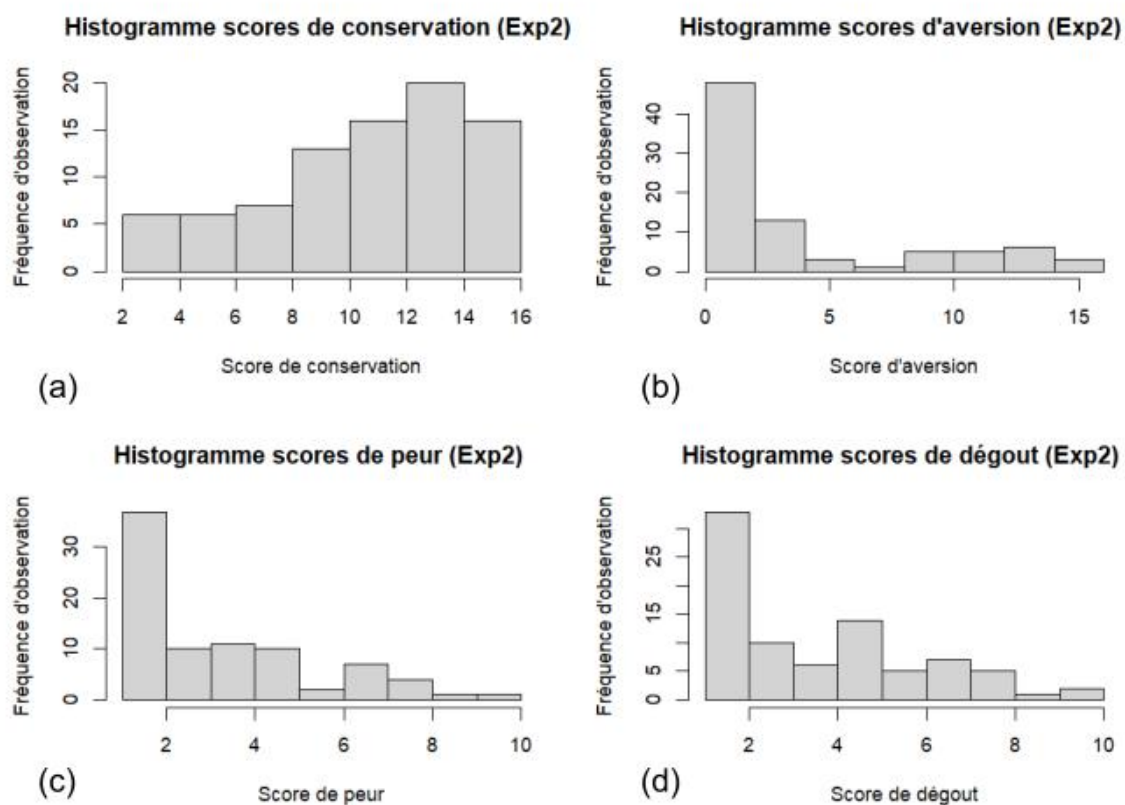 Histogramme scores de conservation (Exp2)
Fréquence d'observation
0 5 10 15 20
2 4 6 8 10 12 14 16
Score de conservation
(a)
Histogramme scores d'aversion (Exp2)
Fréquence d'observation
0 10 20 30 40
0 5 10 15
Score d'aversion
(b)
Histogramme scores de peur (Exp2)
Fréquence d'observation
0 10 20 30
2 4 6 8 10
Score de peur
(c)
Histogramme scores de dégout (Exp2)
Fréquence d'observation
0 5 15 25
2 4 6 8 10
Score de dégout
(d)